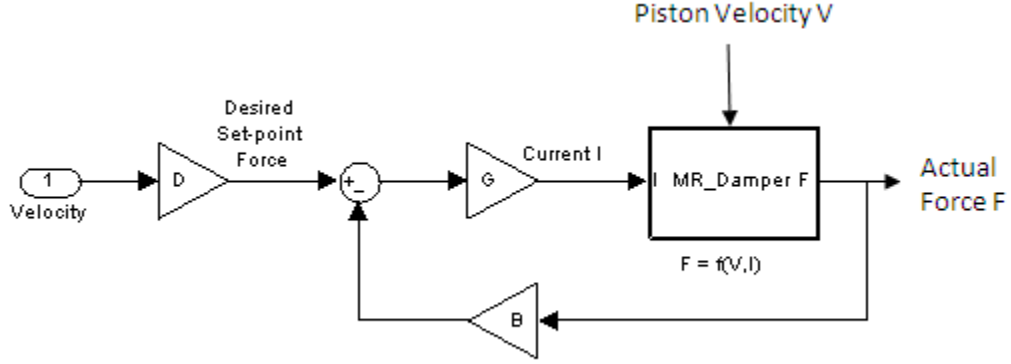 Piston Velocity V
Desired
Set-point
Force
1
Velocity
D
+
-
G
Current I
I MR_Damper F
F = f(V,I)
Actual
Force F
B